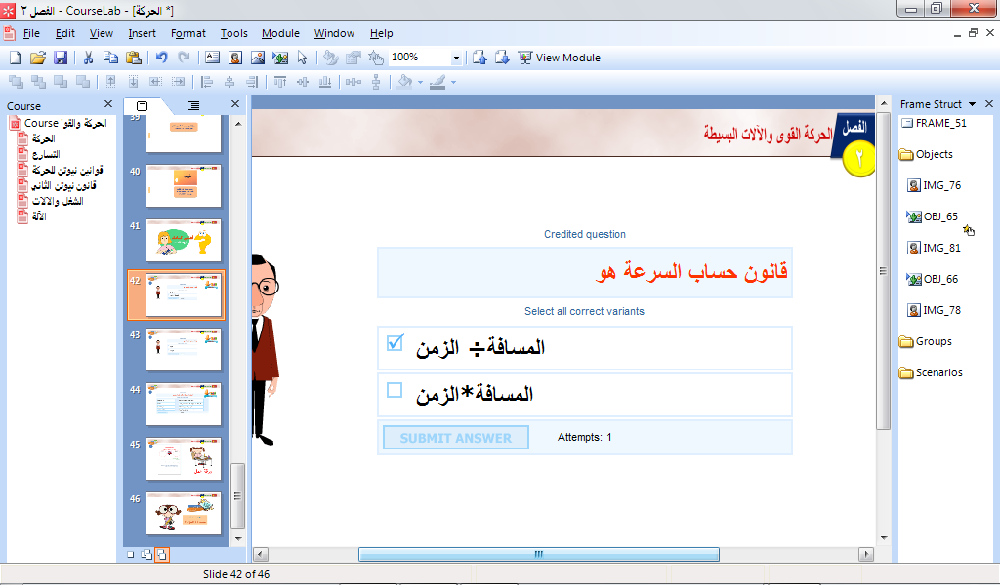 الفصل ٢ - CourseLab - [الحركة *]
File Edit View Insert Format Tools Module Window Help
100% View Module
Course
Course 'الحركة والقو
الحركة
التسارع
قوانين نيوتن للحركة
قانون نيوتن الثاني
الشغل والالات
الآلة
39
40
41
42
43
44
45
46
الفصل
٢
الحركة القوى والآلات البسيطة
Credited question
قانون حساب السرعة هو
Select all correct variants
المسافة÷ الزمن
المسافة*الزمن
SUBMIT ANSWER Attempts: 1
Frame Struct
FRAME_51
Objects
IMG_76
OBJ_65
IMG_81
OBJ_66
IMG_78
Groups
Scenarios
Slide 42 of 46